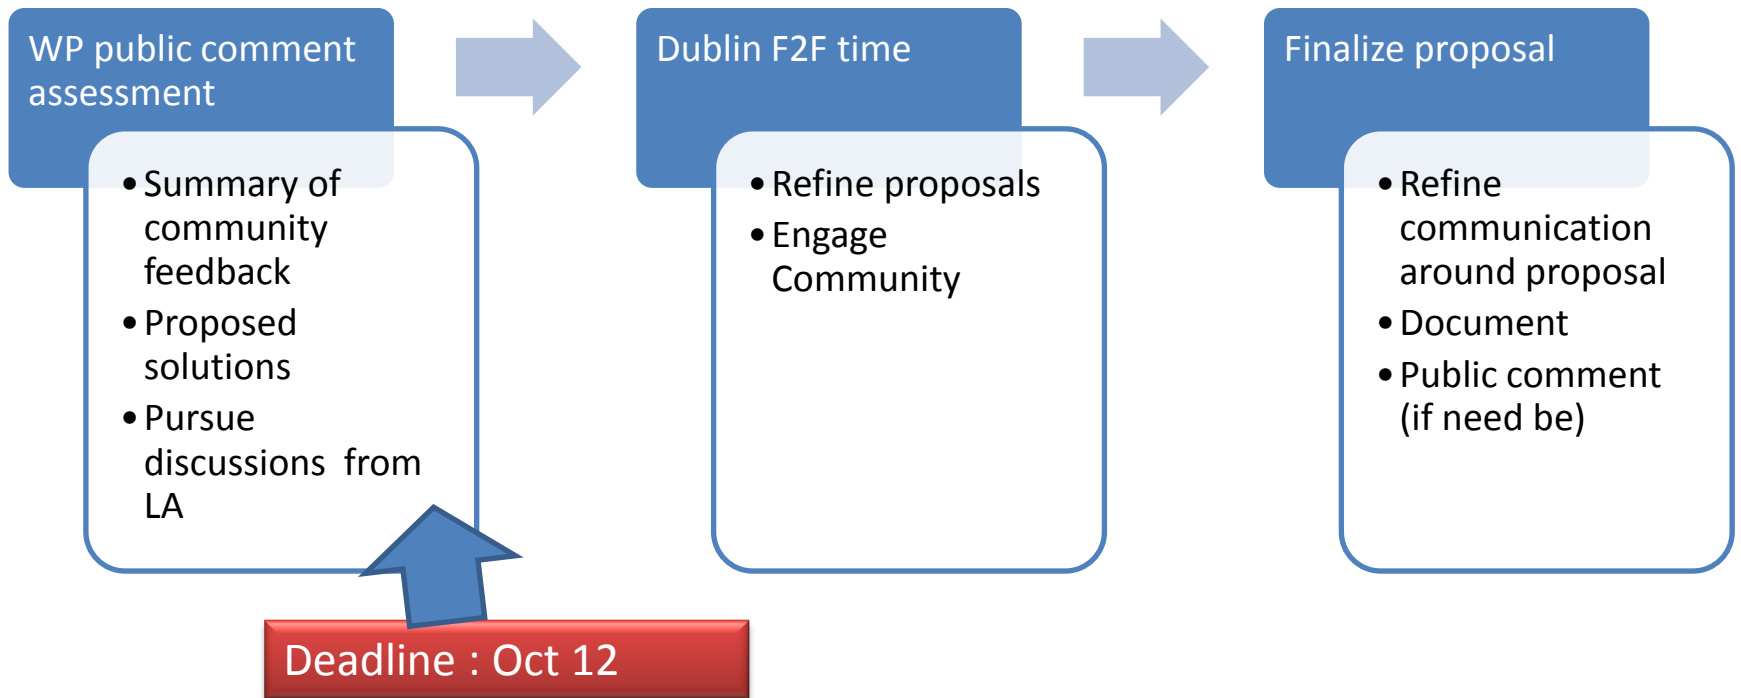 WP public comment
assessment
• Summary of
community
feedback
• Proposed
solutions
• Pursue
discussions  from
LA
Dublin F2F time
• Refine proposals
• Engage
Community
Finalize proposal
• Refine
communication
around proposal
• Document
• Public comment
(if need be)
Deadline : Oct 12